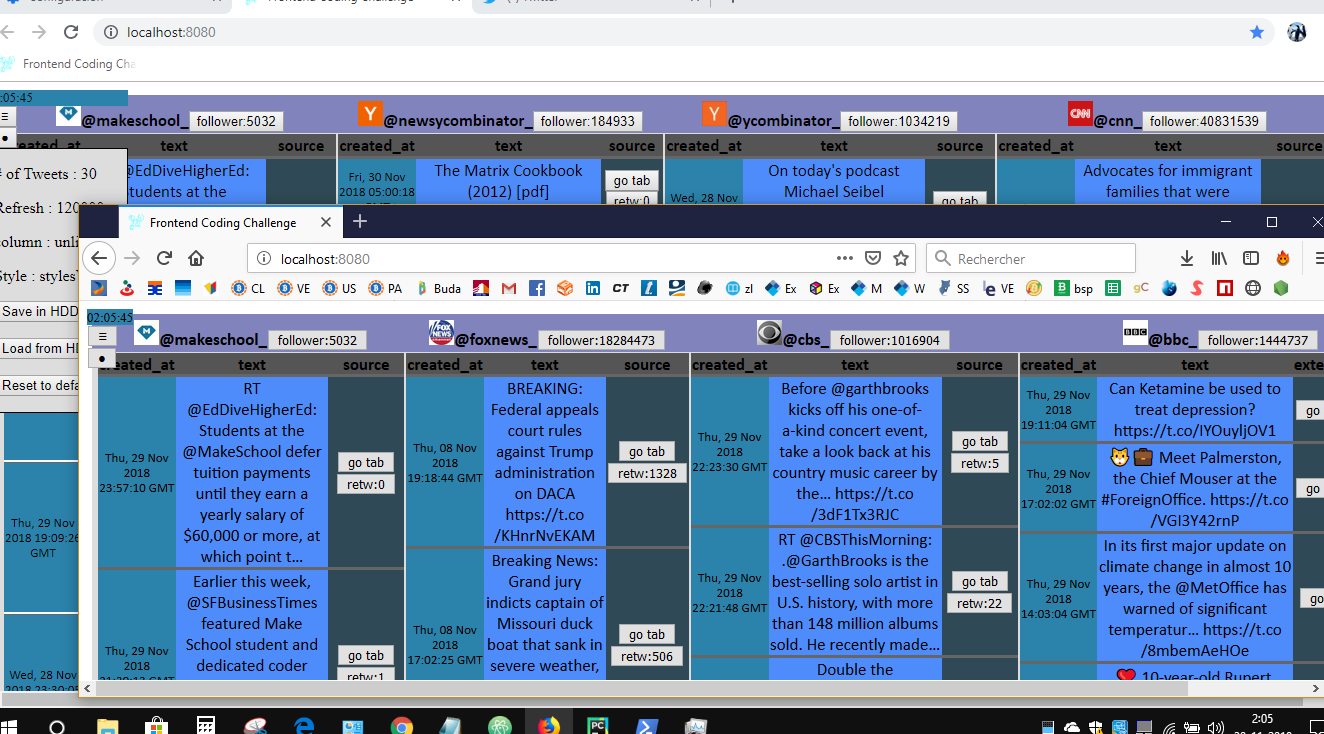 Frontend Coding Challenge
localhost:8080
Frontend Coding Cha
:05:45
@makeschool_ follower:5032
@newsycombinator_ follower:184933
@ycombinator_ follower:1034219
@cnn_ follower:40831539
created_at text source
created_at text source
created_at text source
created_at text source
@EdDiveHigherEd:
Students at the
Fri, 30 Nov
2018 05:00:18
The Matrix Cookbook
(2012) [pdf]
go tab
retw:0
Wed, 28 Nov
On today's podcast
Michael Seibel
go tab
Advocates for immigrant
families that were
# of Tweets : 30
Refresh : 120000
column : unli
Style : styles
Save in HDD
Load from HD
Reset to defa
Thu, 29 Nov
2018 19:09:26
GMT
Wed, 28 Nov
2018 23:30:05
Frontend Coding Challenge
localhost:8080
Rechercher
CL
VE
US
PA
Buda
CT
zl
Ex
Ex
M
W
SS
VE
bsp
gC
02:05:45
@makeschool_ follower:5032
@foxnews_ follower:18284473
@cbs_ follower:1016904
BBC
@bbc_ follower:1444737
created_at text source
created_at text source
created_at text source
created_at text exte
Thu, 29 Nov
2018
23:57:10 GMT
RT
@EdDiveHigherEd:
Students at the
@MakeSchool defer
tuition payments
until they earn a
yearly salary of
$60,000 or more, at
which point t...
go tab
retw:0
Thu, 29 Nov
2018
Earlier this week,
@SFBusinessTimes
featured Make
School student and
dedicated coder
go tab
retw:1
Thu, 08 Nov
2018
19:18:44 GMT
BREAKING:
Federal appeals
court rules
against Trump
administration
on DACA
https://t.co
/KHnrNvEKAM
go tab
retw:1328
Thu, 08 Nov
2018
17:02:25 GMT
Breaking News:
Grand jury
indicts captain of
Missouri duck
boat that sank in
severe weather,
go tab
retw:506
Thu, 29 Nov
2018
22:23:30 GMT
Before @garthbrooks
kicks off his one-of-
a-kind concert event,
take a look back at his
country music career by
the... https://t.co
/3dF1Tx3RJC
go tab
retw:5
Thu, 29 Nov
2018
22:21:48 GMT
RT @CBSThisMorning:
.@GarthBrooks is the
best-selling solo artist in
U.S. history, with more
than 148 million albums
sold. He recently made...
go tab
retw:22
Double the
Thu, 29 Nov
2018
19:11:04 GMT
Can Ketamine be used to
treat depression?
https://t.co/IYOuyljOV1
go
Thu, 29 Nov
2018
17:02:02 GMT
🐱 💼 Meet Palmerston,
the Chief Mouser at the
#ForeignOffice. https://t.co
/VGI3Y42rnP
go
Thu, 29 Nov
2018
14:03:04 GMT
In its first major update on
climate change in almost 10
years, the @MetOffice has
warned of significant
temperatur... https://t.co
/8mbemAeHOe
go
❤ 10-year-old Rupert
2:05